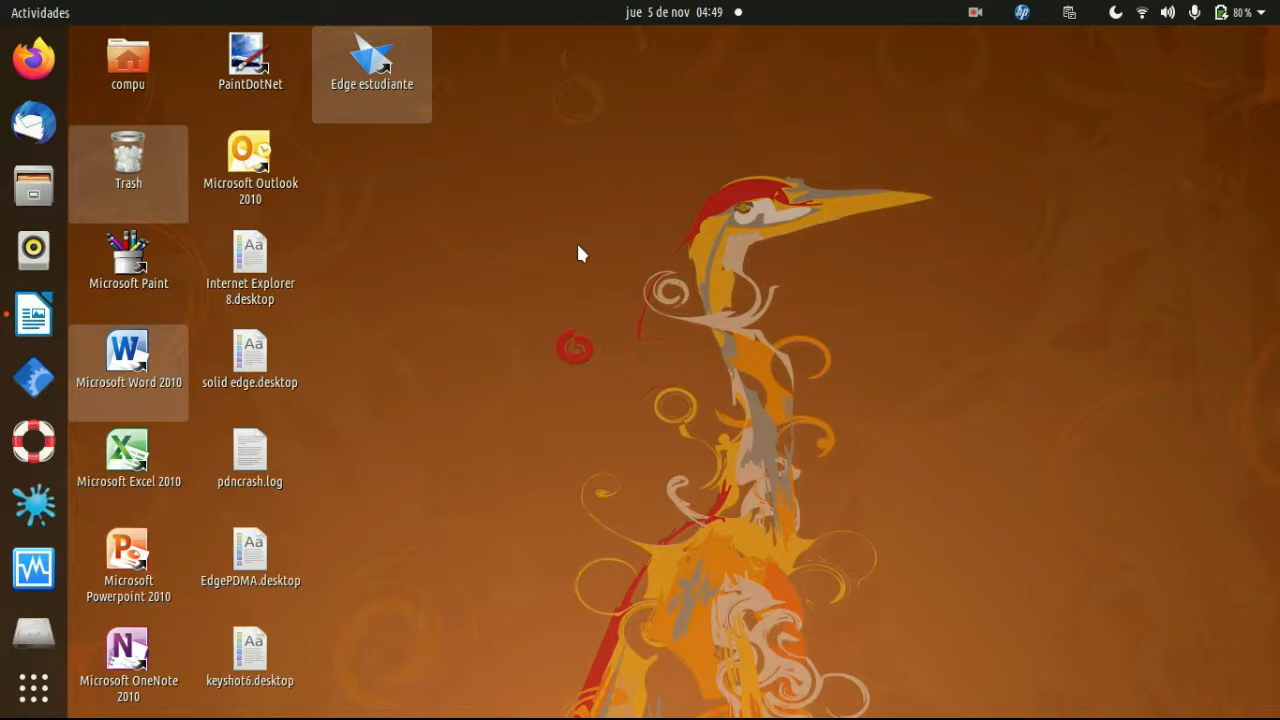 Actividades
jue 5 de nov 04:49
80 %
compu
PaintDotNet
Edge estudiante
Trash
Microsoft Outlook
2010
Microsoft Paint
Internet Explorer
8.desktop
Microsoft Word 2010
solid edge.desktop
Microsoft Excel 2010
pdncrash.log
Microsoft
Powerpoint 2010
EdgePDMA.desktop
Microsoft OneNote
2010
keyshot6.desktop